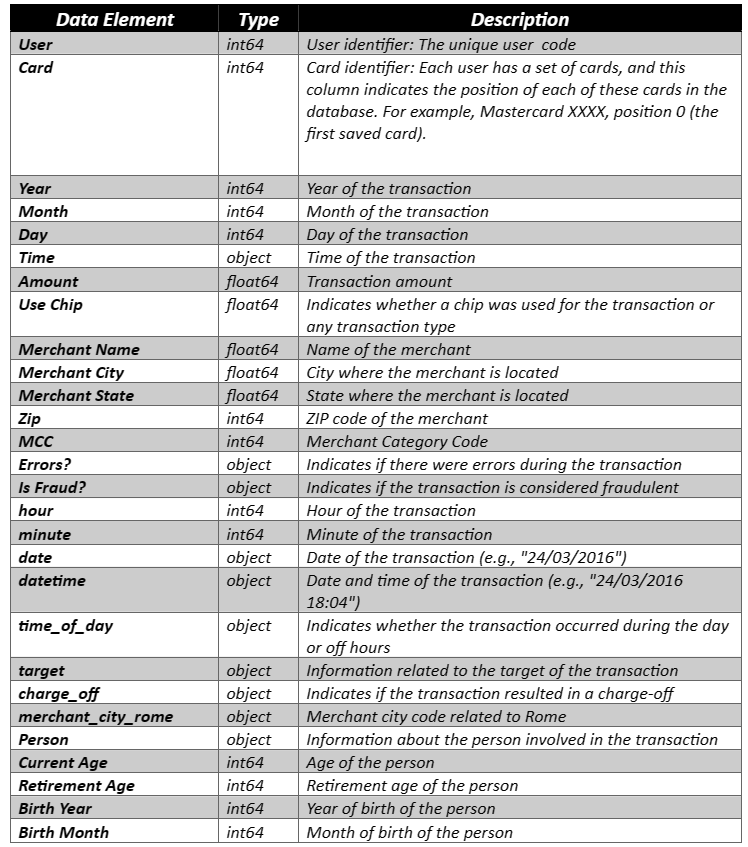 Data Element Type Description
User int64 User identifier: The unique user code
Card int64 Card identifier: Each user has a set of cards, and this
column indicates the position of each of these cards in the
database. For example, Mastercard XXXX, position 0 (the
first saved card).
Year int64 Year of the transaction
Month int64 Month of the transaction
Day int64 Day of the transaction
Time object Time of the transaction
Amount float64 Transaction amount
Use Chip float64 Indicates whether a chip was used for the transaction or
any transaction type
Merchant Name float64 Name of the merchant
Merchant City float64 City where the merchant is located
Merchant State float64 State where the merchant is located
Zip int64 ZIP code of the merchant
MCC int64 Merchant Category Code
Errors? object Indicates if there were errors during the transaction
Is Fraud? object Indicates if the transaction is considered fraudulent
hour int64 Hour of the transaction
minute int64 Minute of the transaction
date object Date of the transaction (e.g., "24/03/2016")
datetime object Date and time of the transaction (e.g., "24/03/2016
18:04")
time_of_day object Indicates whether the transaction occurred during the day
or off hours
target object Information related to the target of the transaction
charge_off object Indicates if the transaction resulted in a charge-off
merchant_city_rome object Merchant city code related to Rome
Person object Information about the person involved in the transaction
Current Age int64 Age of the person
Retirement Age int64 Retirement age of the person
Birth Year int64 Year of birth of the person
Birth Month int64 Month of birth of the person